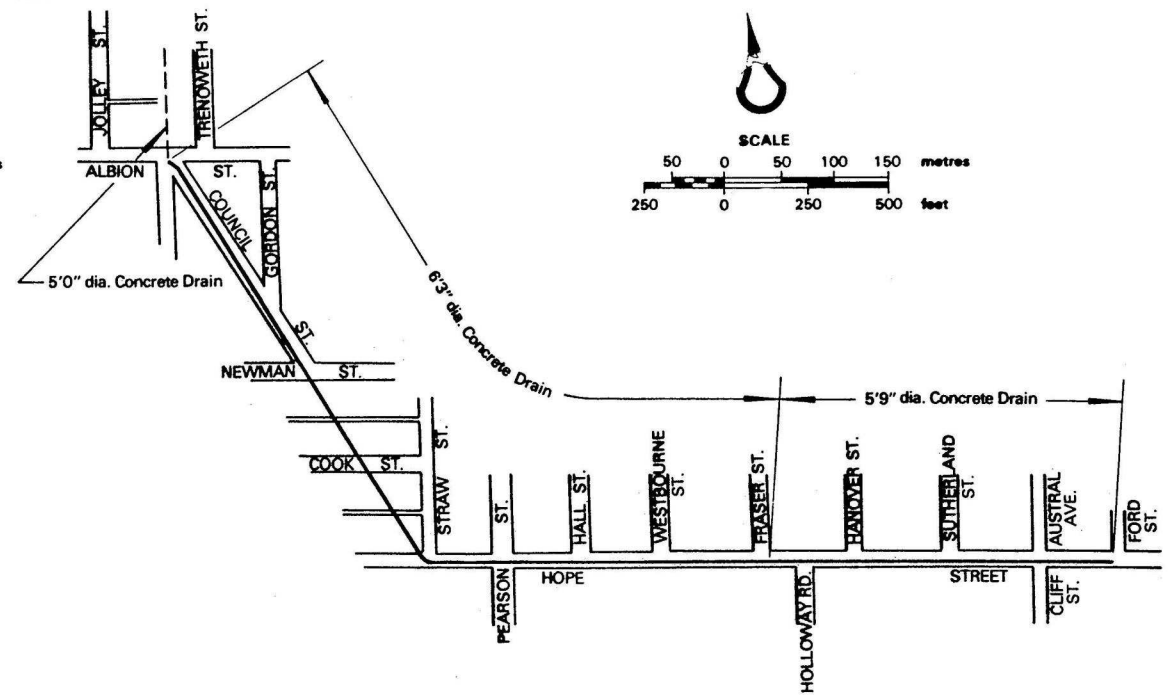 JOLLEY ST.
TRENOWETH ST.
ALBION ST.
COUNCIL ST.
GORDON ST.
5'0" dia. Concrete Drain
NEWMAN ST.
6'3" dia. Concrete Drain
SCALE
50 0 50 100 150 metres
250 0 250 500 feet
5'9" dia. Concrete Drain
COOK ST.
STRAW ST.
PEARSON ST.
HALL ST.
WESTBOURNE ST.
FRASER ST.
HANOVER ST.
SUTHERLAND ST.
AUSTRAL AVE.
FORD ST.
HOPE STREET
HOLLOWAY RD.
CLIFF ST.